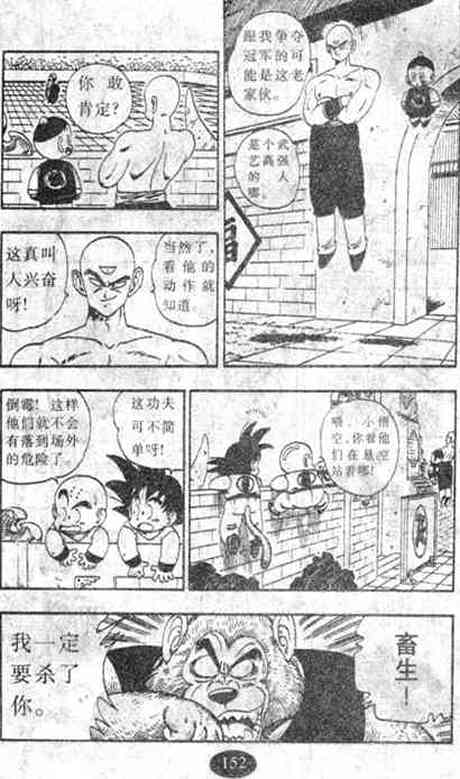 跟我争夺
冠军的可
能是这老
家伙。
是个武
艺高强
的人
哪。
你敢
肯定？
当然了，
看他的
动作就
知道。
这真叫
人兴奋
呀！
喂，小悟
空，你看他
们在悬空
站着哪！
这功夫
可不简
单呀！
倒霉！这样
他们就不会
有落到场外
的危险了。
畜生！
我一定
要杀了
你。
152